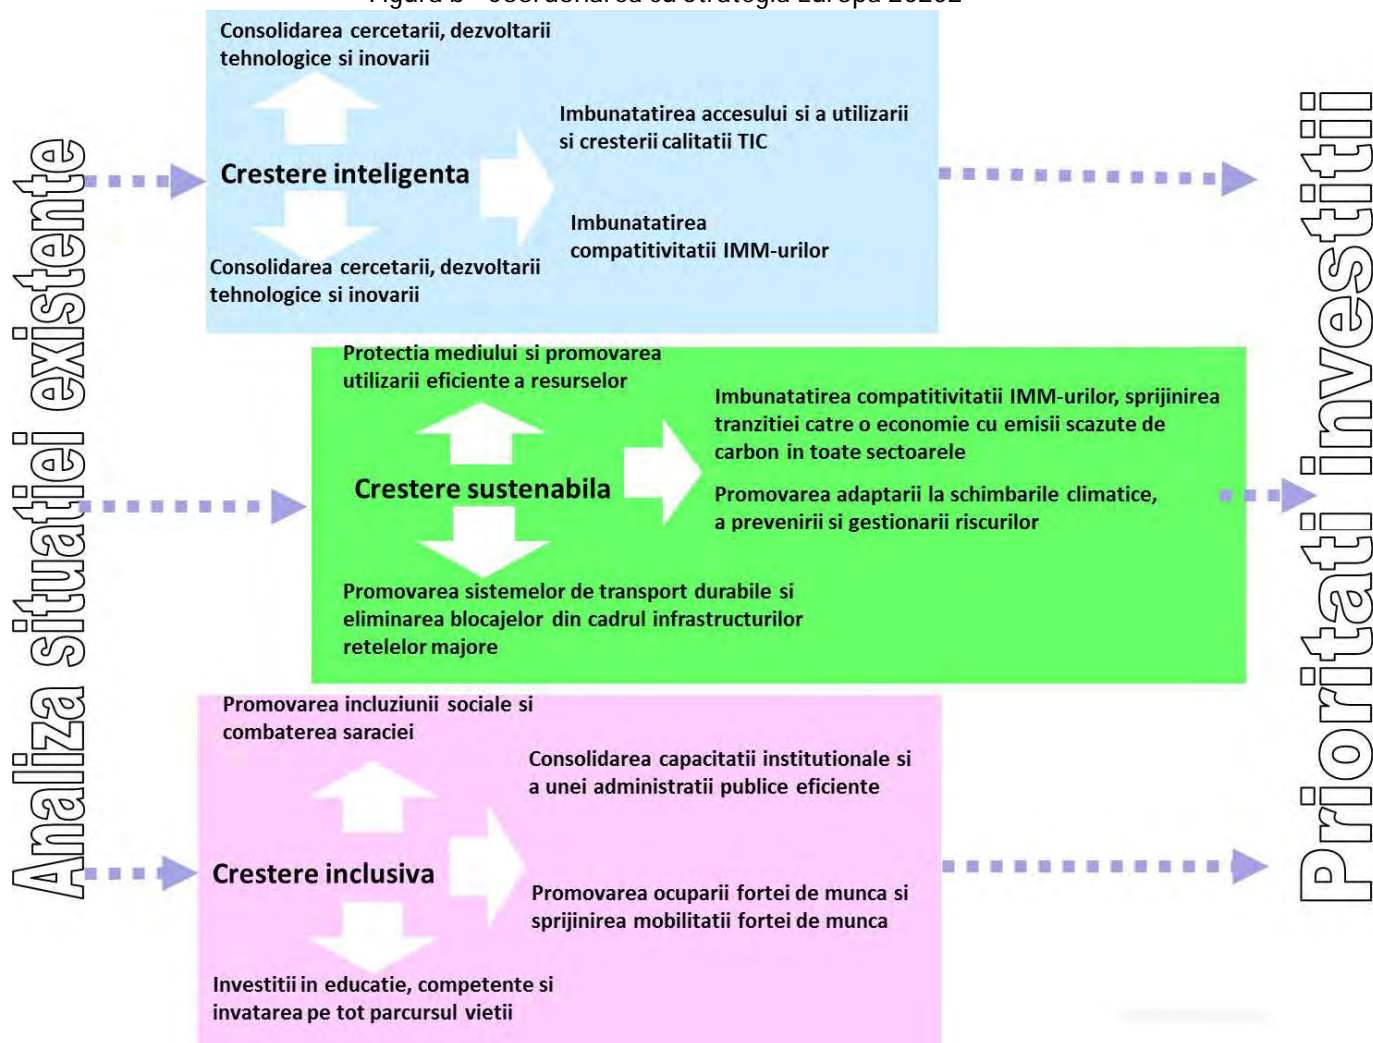 Consolidarea cercetarii, dezvoltarii
tehnologice si inovarii
Imbunatatirea accesului si a utilizarii
si cresterii calitatii TIC
Crestere inteligenta
Imbunatatirea
compatitivitatii IMM-urilor
Consolidarea cercetarii, dezvoltarii
tehnologice si inovarii
Analiza situatiei existente
Protectia mediului si promovarea
utilizarii eficiente a resurselor
Imbunatatirea compatitivitatii IMM-urilor, sprijinirea
tranzitiei catre o economie cu emisii scazute de
carbon in toate sectoarele
Crestere sustenabila
Promovarea adaptarii la schimbarile climatice,
a prevenirii si gestionarii riscurilor
Promovarea sistemelor de transport durabile si
eliminarea blocajelor din cadrul infrastructurilor
retelelor majore
Prioritati investitii
Promovarea incluziunii sociale si
combaterea saraciei
Consolidarea capacitatii institutionale si
a unei administratii publice eficiente
Crestere inclusiva
Promovarea ocuparii fortei de munca si
sprijinirea mobilitatii fortei de munca
Investitii in educatie, competente si
invatarea pe tot parcursul vietii